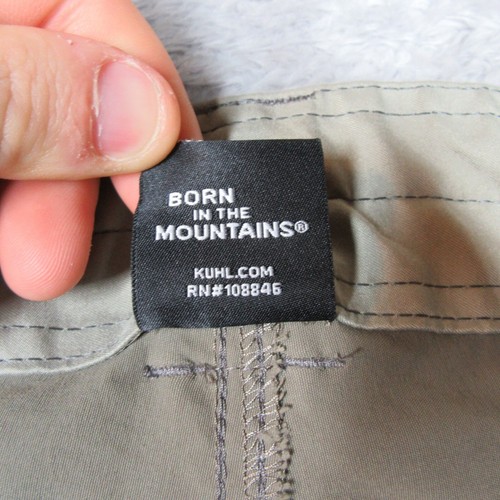 BORN
IN THE
MOUNTAINS®
KUHL.COM
RN#108846